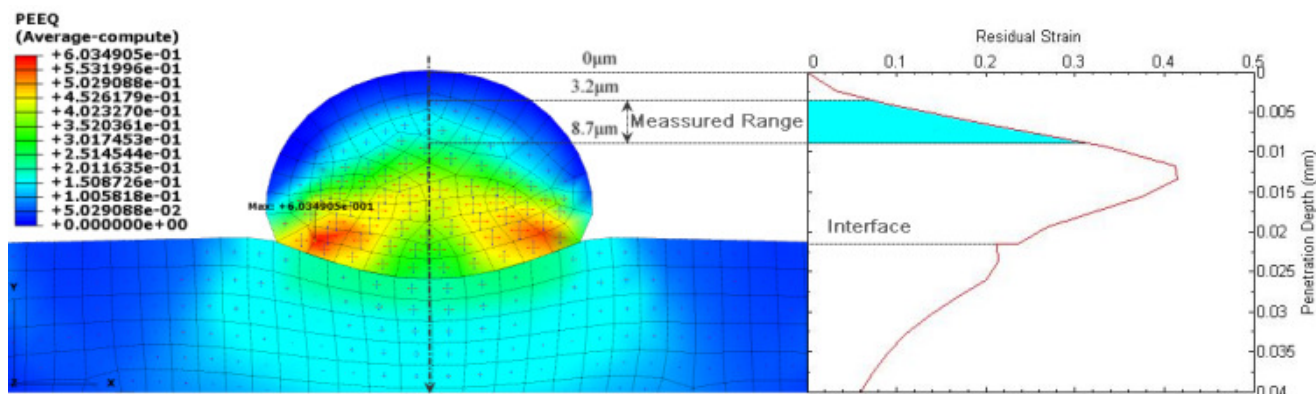 PEEQ
(Average-compute)
+6.034905e-01
+5.531996e-01
+5.029088e-01
+4.526179e-01
+4.023270e-01
+3.520361e-01
+3.017453e-01
+2.514544e-01
+2.011635e-01
+1.508726e-01
+1.005818e-01
+5.029088e-02
+0.000000e+00
Max: +6.034905e-001
Y
Z
X
0μm
3.2μm
8.7μm
Meassured Range
Interface
Residual Strain
0
0.1
0.2
0.3
0.4
0.5
0
0.005
0.01
0.015
0.02
0.025
0.03
0.035
0.04
Penetration Depth (mm)